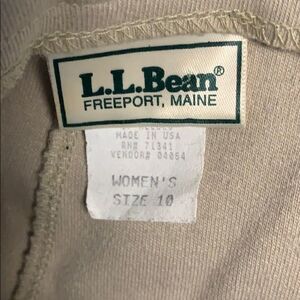 L.L.Bean®
FREEPORT, MAINE
MADE IN USA
RN# 71341
VENDOR# 04054
WOMEN'S
SIZE 10